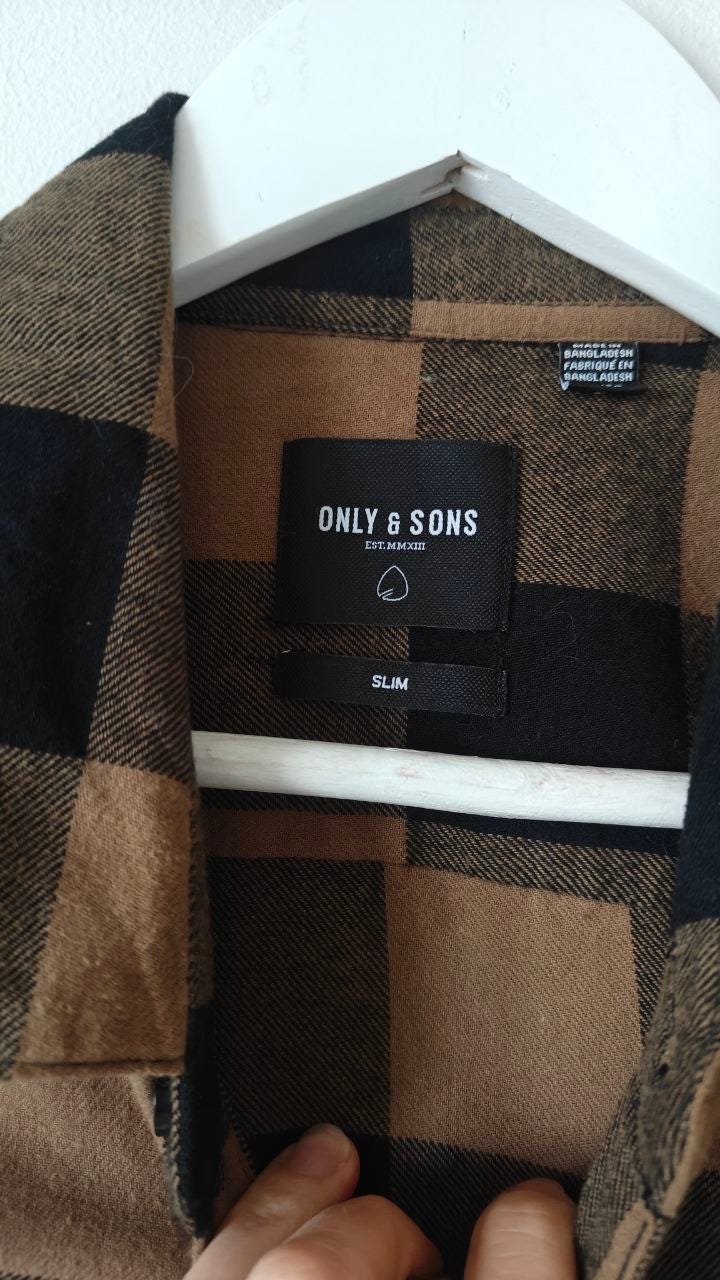 MADE IN
BANGLADESH
FABRIQUÉ EN
BANGLADESH
ONLY & SONS
EST. MMXIII
SLIM